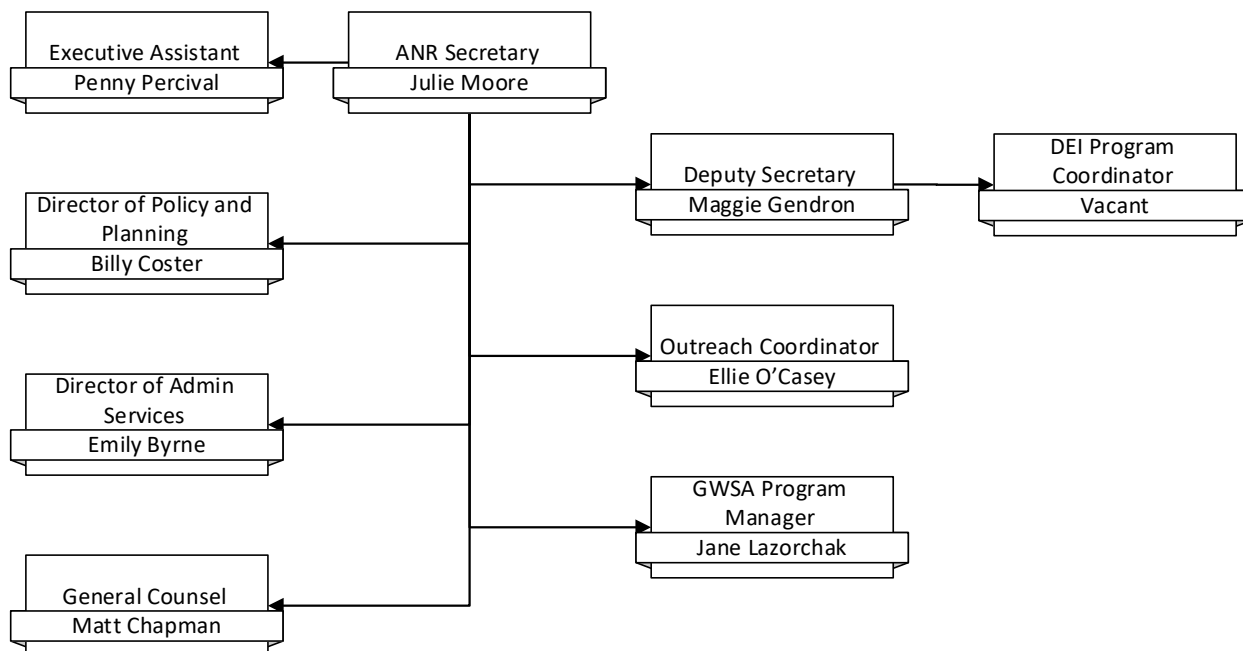 Executive Assistant
Penny Percival
ANR Secretary
Julie Moore
Deputy Secretary
Maggie Gendron
DEI Program
Coordinator
Vacant
Director of Policy and
Planning
Billy Coster
Outreach Coordinator
Ellie O’Casey
Director of Admin
Services
Emily Byrne
GWSA Program
Manager
Jane Lazorchak
General Counsel
Matt Chapman